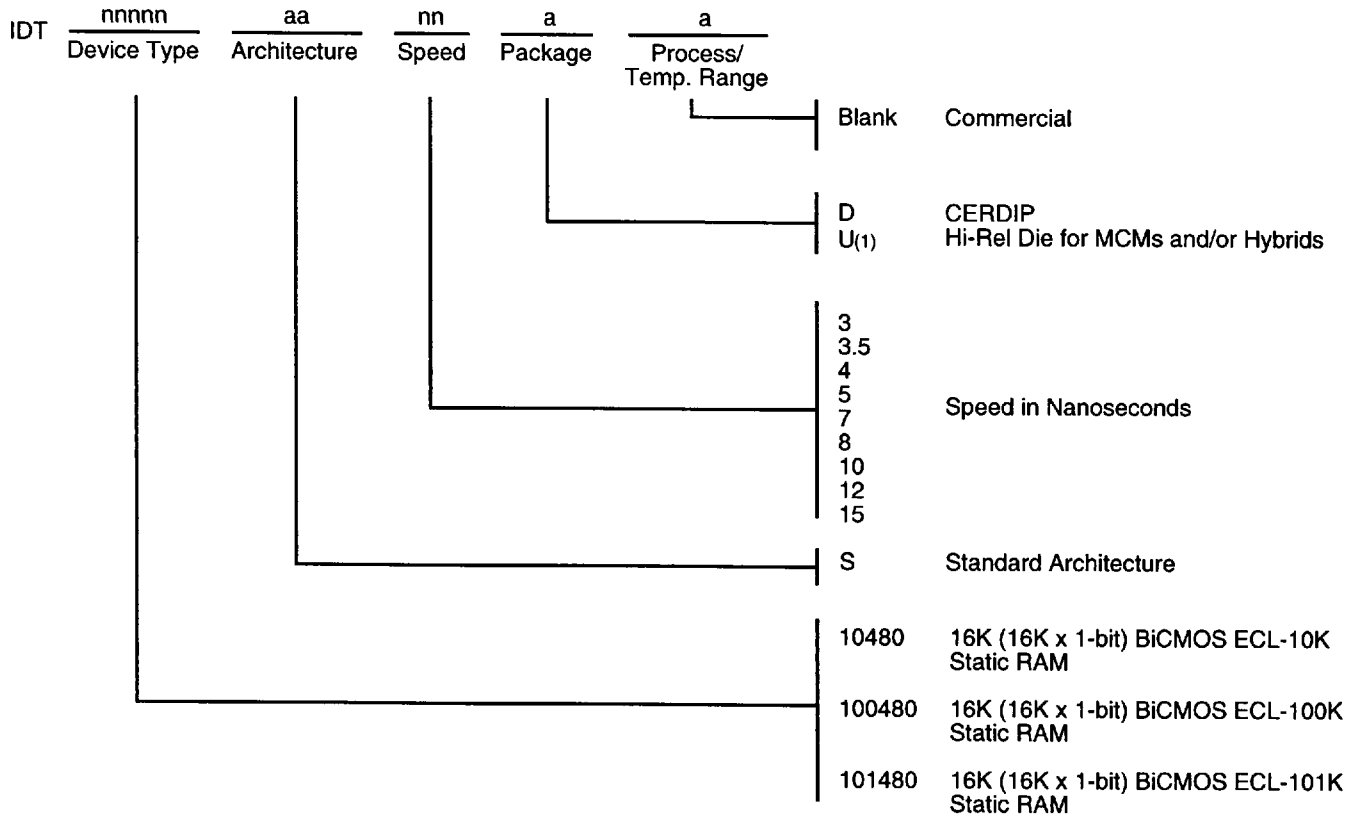 IDT nnnnn aa nn a a
Device Type Architecture Speed Package Process/
Temp. Range
Blank Commercial
D CERDIP
U(1) Hi-Rel Die for MCMs and/or Hybrids
3
3.5
4
5
7
8
10
12
15
Speed in Nanoseconds
S Standard Architecture
10480 16K (16K x 1-bit) BiCMOS ECL-10K
Static RAM
100480 16K (16K x 1-bit) BiCMOS ECL-100K
Static RAM
101480 16K (16K x 1-bit) BiCMOS ECL-101K
Static RAM